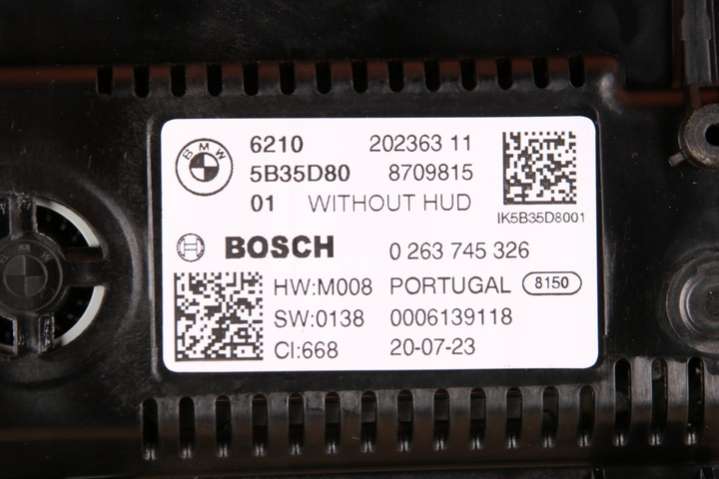 BMW
6210 202363 11
5B35D80 8709815
01 WITHOUT HUD
IK5B35D8001
BOSCH 0 263 745 326
HW:M008 PORTUGAL 8150
SW:0138 0006139118
CI:668 20-07-23